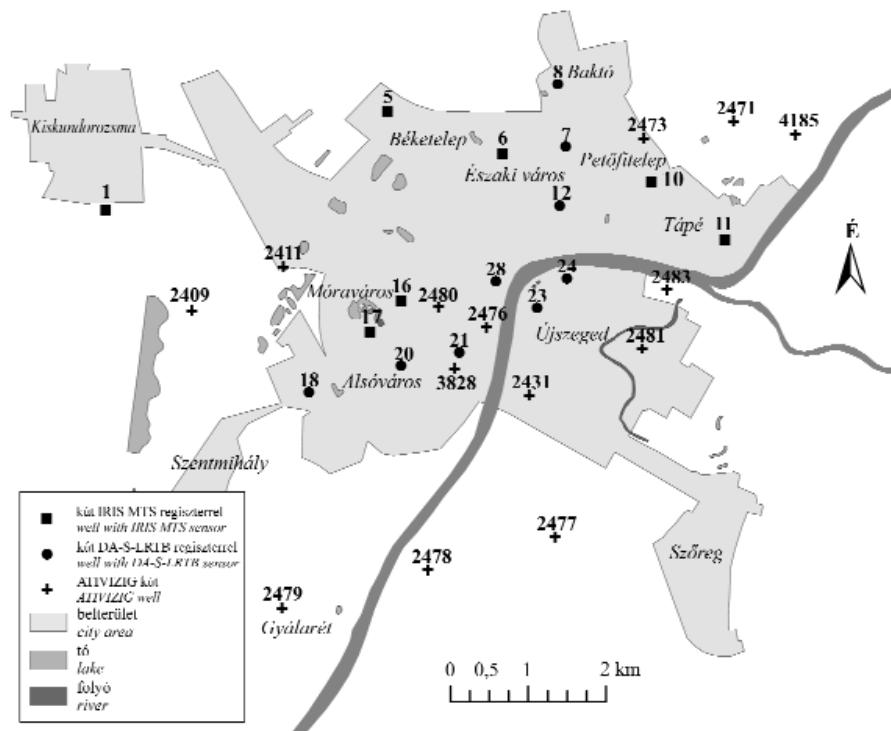 8 Baktó
5
2471
Kiskundorozsma
2473
4185
Béketelep
6
7
Petőfitelep
Északi város
10
1
12
Tápé
11
É
2411
28
24
2483
2409
Móraváros
16
2480
23
17
2476
Újszeged
2481
21
20
18
Alsóváros
3828
2431
Szentmihály
kút IRIS MTS regiszterrel
well with IRIS MTS sensor
kút DA-S-LRTB regiszterrel
well with DA-S-LRTB sensor
2477
Szőreg
2478
ATIVIZIG kút
ATIVIZIG well
2479
belterület
city area
Gyálarét
tó
lake
folyó
river
0 0,5 1 2 km